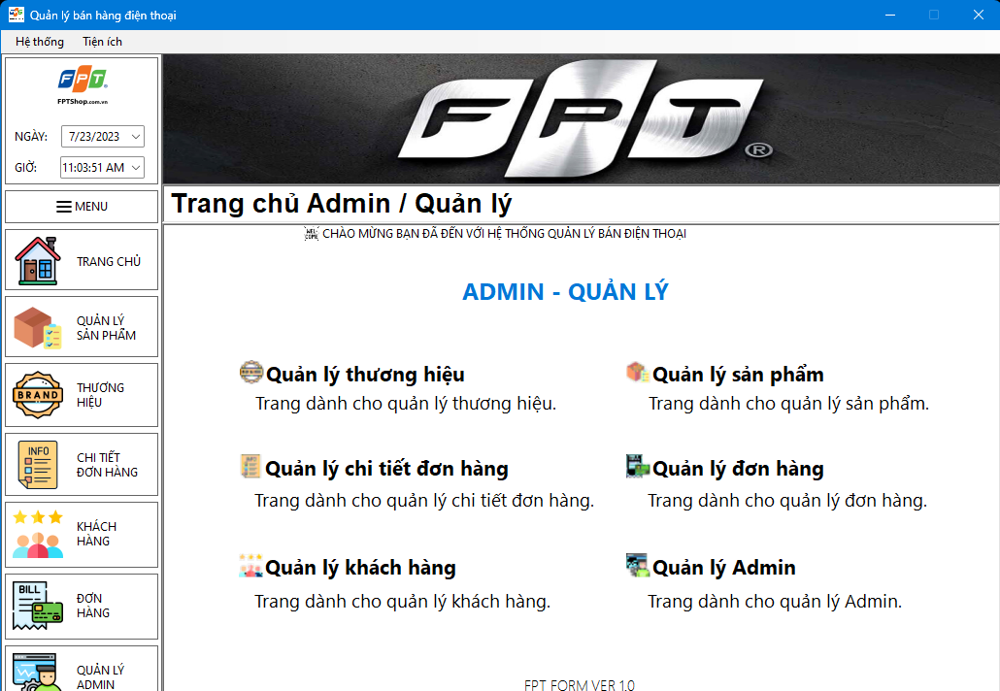 Quản lý bán hàng điện thoại
Hệ thống Tiện ích
FPT
FPTShop.com.vn
NGÀY: 7/23/2023
GIỜ: 11:03:51 AM
MENU
TRANG CHỦ
QUẢN LÝ
SẢN PHẨM
BRAND
THƯƠNG
HIỆU
INFO
CHI TIẾT
ĐƠN HÀNG
KHÁCH
HÀNG
BILL
ĐƠN
HÀNG
QUẢN LÝ
ADMIN
FPT®
Trang chủ Admin / Quản lý
WEL-
COME
CHÀO MỪNG BẠN ĐÃ ĐẾN VỚI HỆ THỐNG QUẢN LÝ BÁN ĐIỆN THOẠI
ADMIN - QUẢN LÝ
Quản lý thương hiệu
Trang dành cho quản lý thương hiệu.
Quản lý sản phẩm
Trang dành cho quản lý sản phẩm.
Quản lý chi tiết đơn hàng
Trang dành cho quản lý chi tiết đơn hàng.
Quản lý đơn hàng
Trang dành cho quản lý đơn hàng.
Quản lý khách hàng
Trang dành cho quản lý khách hàng.
Quản lý Admin
Trang dành cho quản lý Admin.
FPT FORM VER 1.0